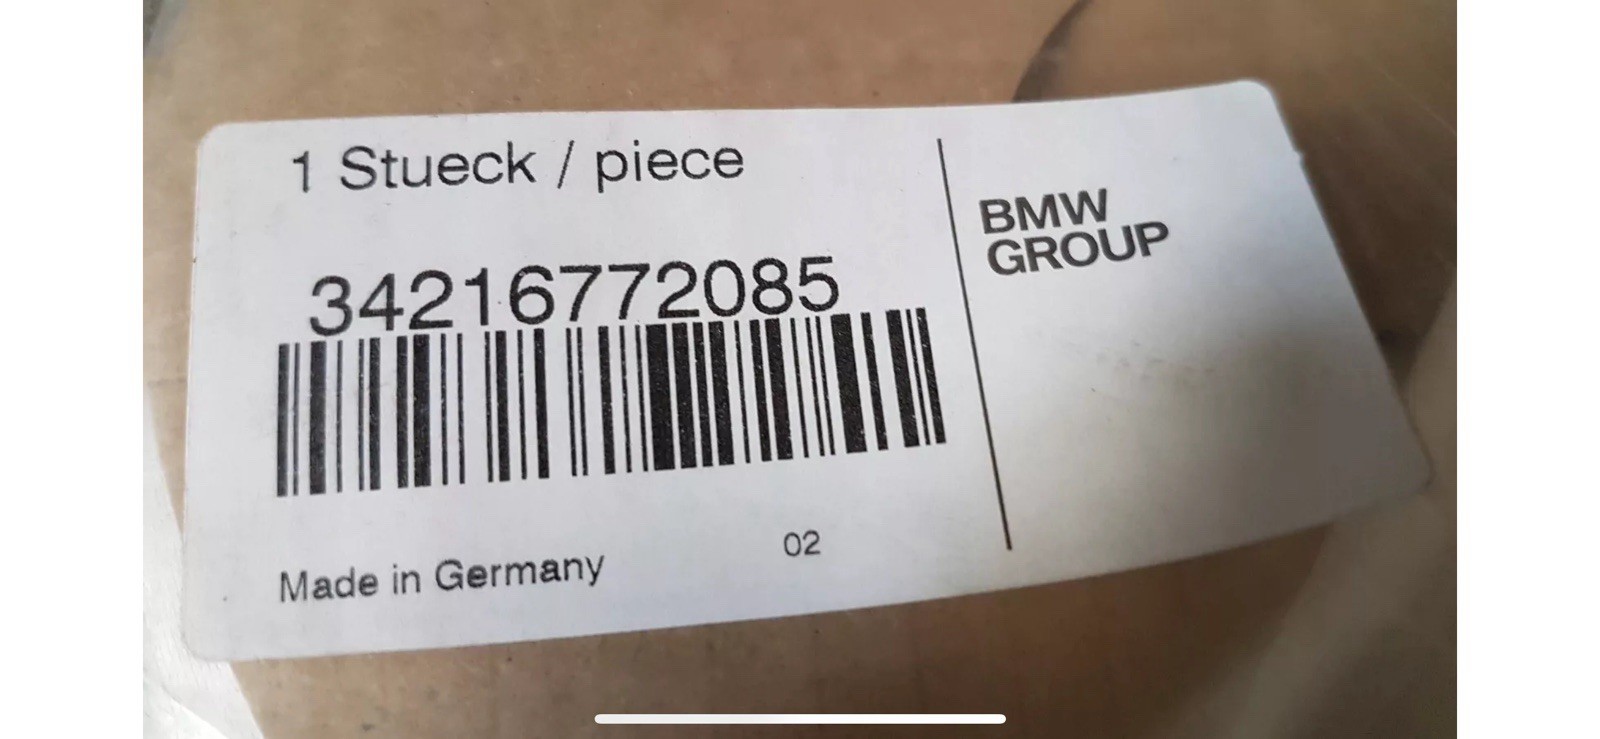 1 Stueck / piece
34216772085
BMW
GROUP
Made in Germany
02